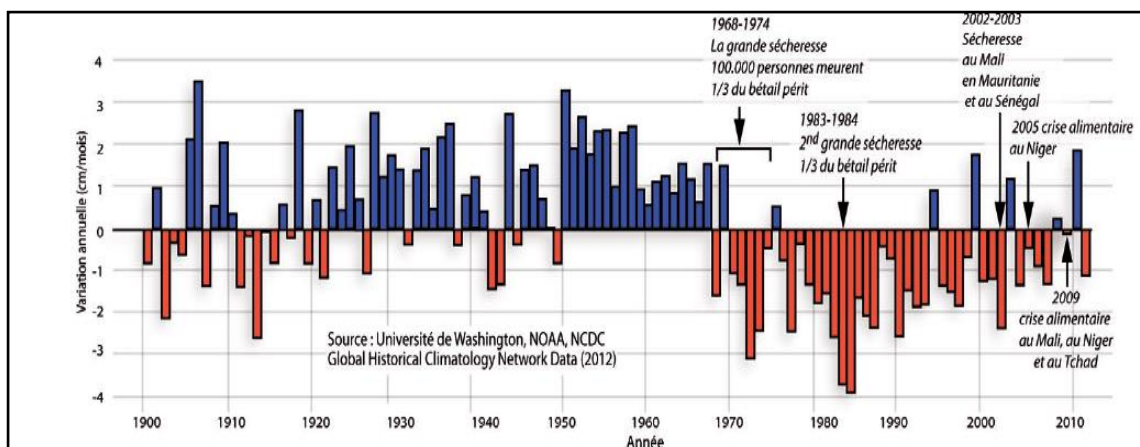 1968-1974
La grande sécheresse
100.000 personnes meurent
1/3 du bétail périt
1983-1984
2nd grande sécheresse
1/3 du bétail périt
2002-2003
Sécheresse
au Mali
en Mauritanie
et au Sénégal
2005 crise alimentaire
au Niger
Variation annuelle (cm/mois)
4
3
2
1
0
-1
-2
-3
-4
Source : Université de Washington, NOAA, NCDC
Global Historical Climatology Network Data (2012)
2009
crise alimentaire
au Mali, au Niger
et au Tchad
1900 1910 1920 1930 1940 1950 1960 1970 1980 1990 2000 2010
Année